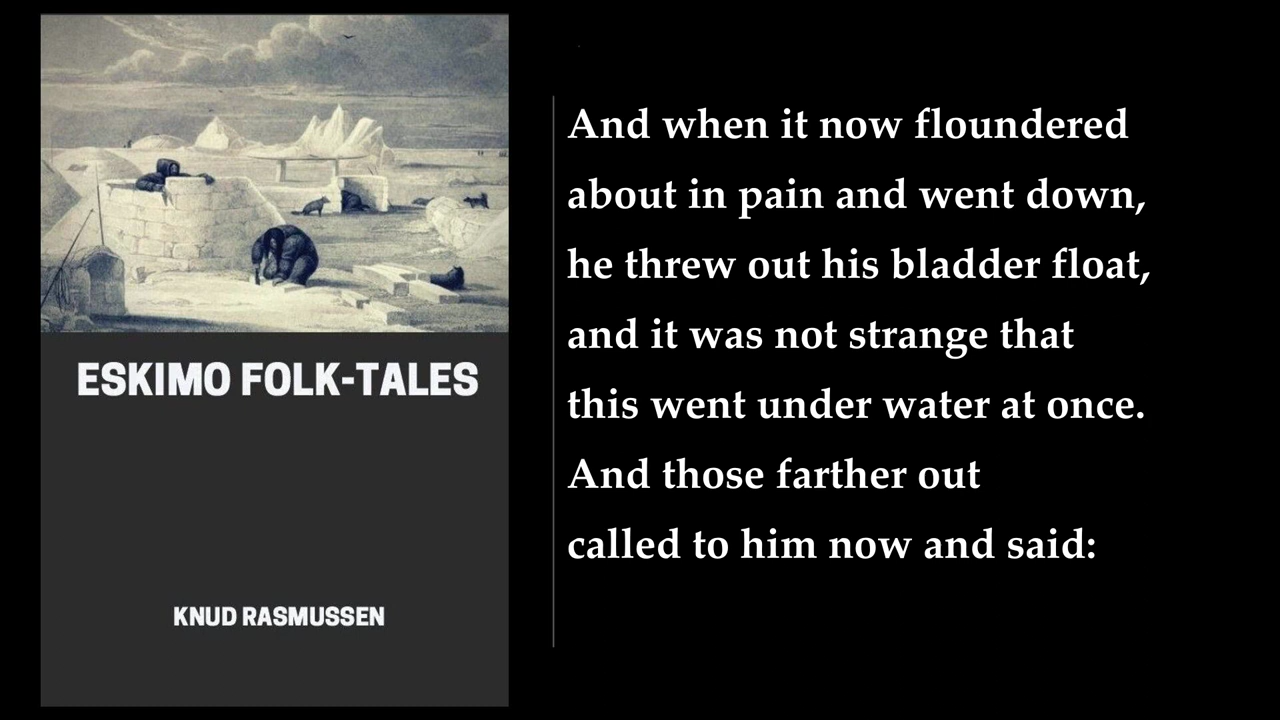 ESKIMO FOLK-TALES
KNUD RASMUSSEN
And when it now floundered
about in pain and went down,
he threw out his bladder float,
and it was not strange that
this went under water at once.
And those farther out
called to him now and said: